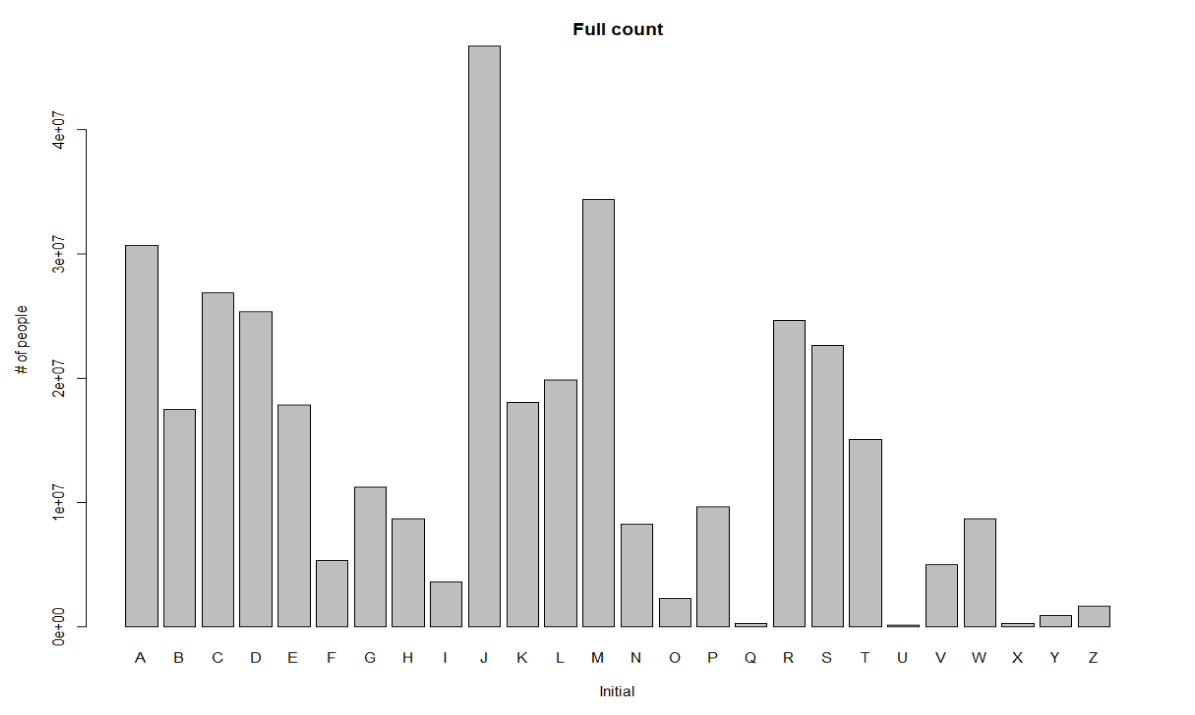 Full count
4e+07
3e+07
2e+07
1e+07
0e+00
# of people
A B C D E F G H I J K L M N O P Q R S T U V W X Y Z
Initial